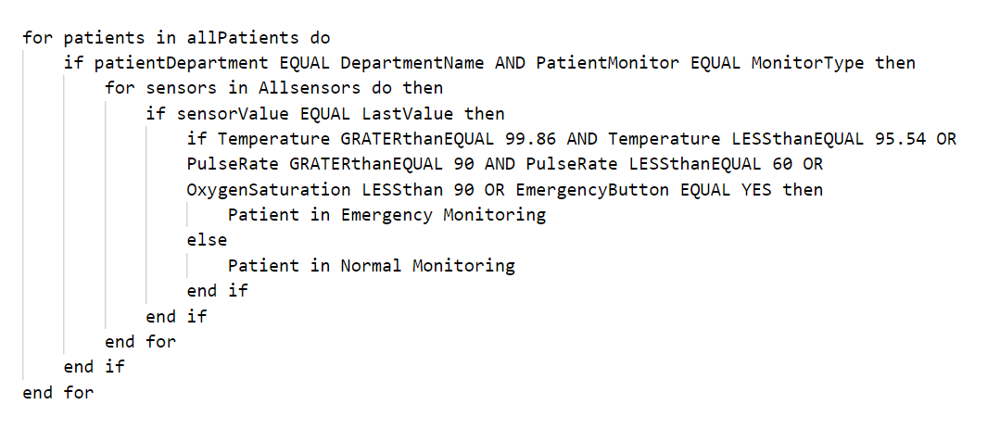 for patients in allPatients do
if patientDepartment EQUAL DepartmentName AND PatientMonitor EQUAL MonitorType then
for sensors in Allsensors do then
if sensorValue EQUAL LastValue then
if Temperature GRATERthanEQUAL 99.86 AND Temperature LESSthanEQUAL 95.54 OR
PulseRate GRATERthanEQUAL 90 AND PulseRate LESSthanEQUAL 60 OR
OxygenSaturation LESSthan 90 OR EmergencyButton EQUAL YES then
Patient in Emergency Monitoring
else
Patient in Normal Monitoring
end if
end if
end for
end if
end for